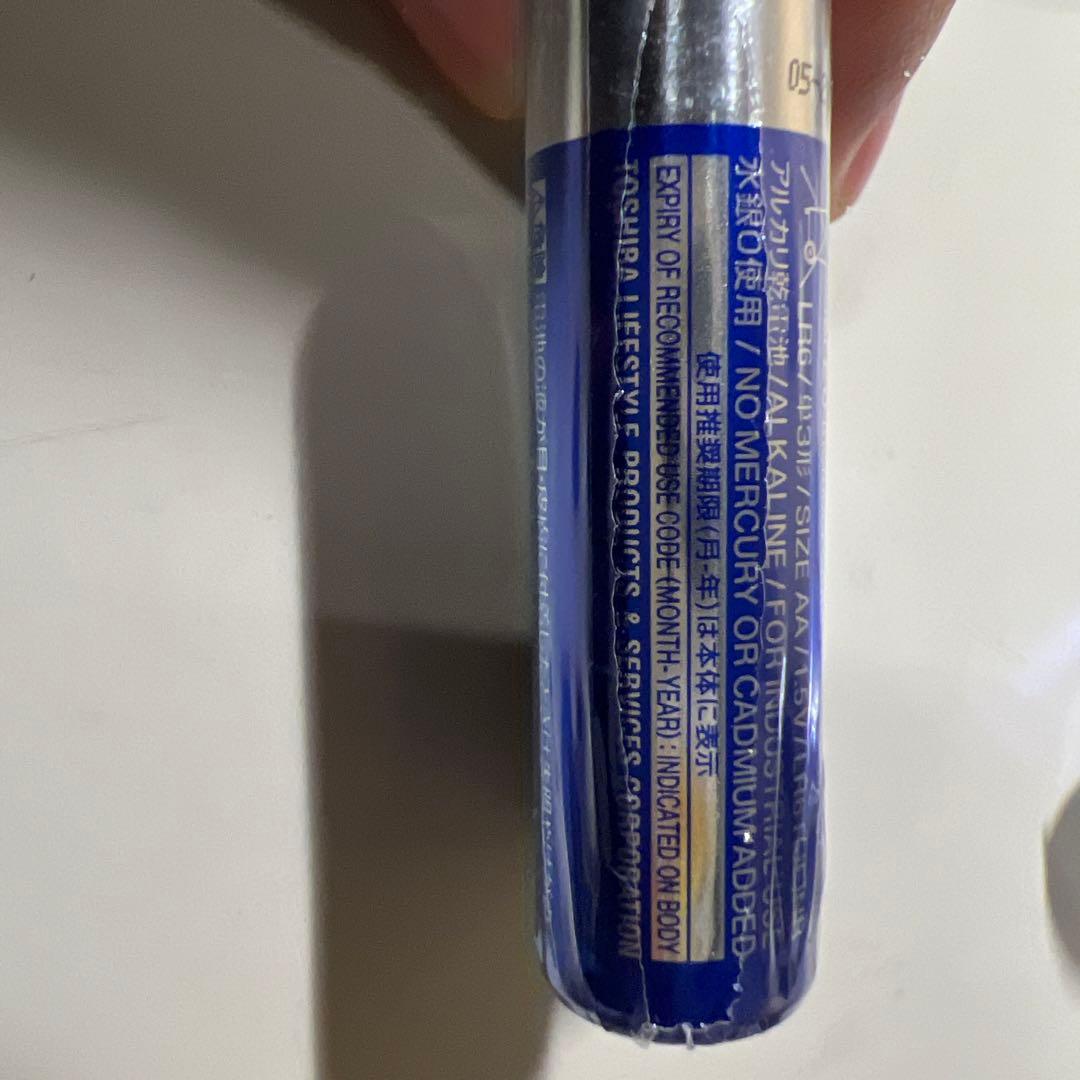 05-
LR6 / 単3形 / SIZE AA / 1.5V
アルカリ乾電池 / ALKALINE / FOR INDUSTRIAL USE
水銀0使用 / NO MERCURY OR CADMIUM ADDED
使用推奨期限(月-年)は本体に表示
EXPIRY OF RECOMMENDED USE CODE (MONTH-YEAR) : INDICATED ON BODY
TOSHIBA LIFESTYLE PRODUCTS & SERVICES CORPORATION